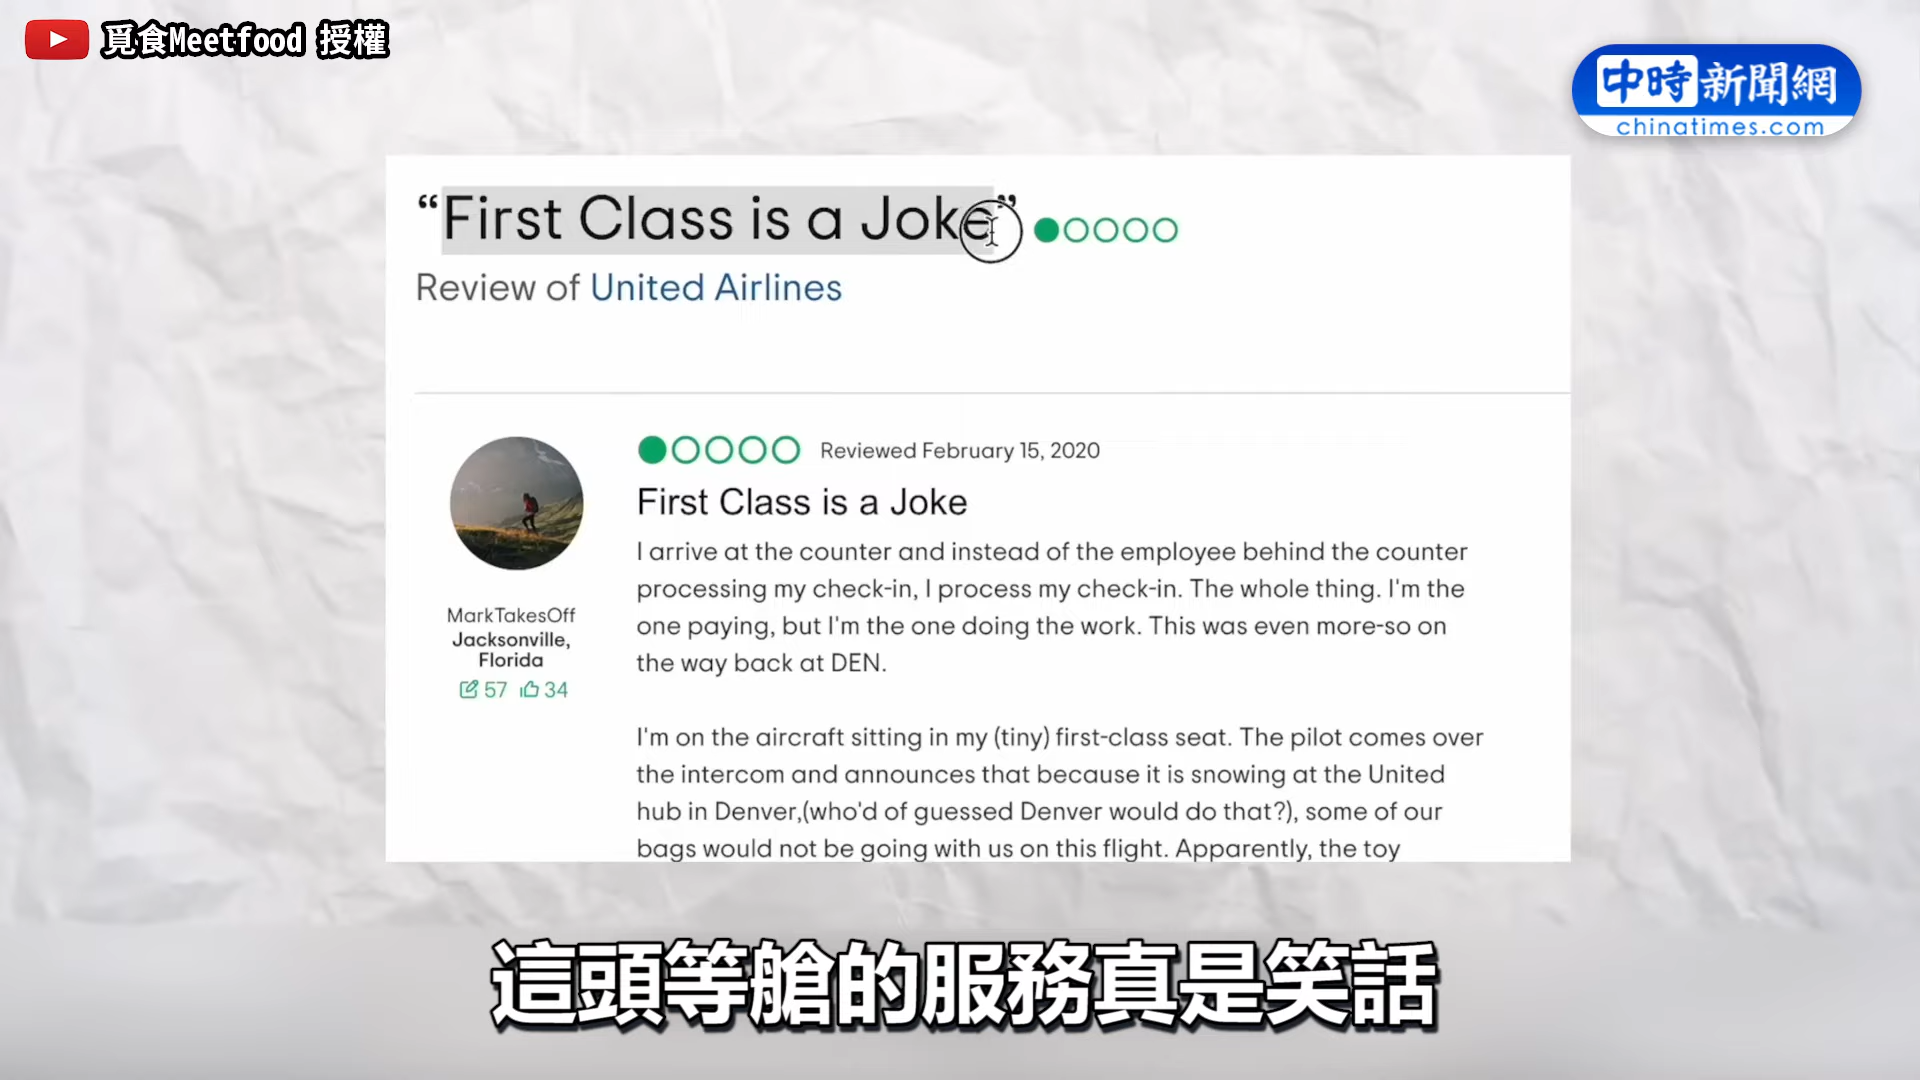 覓食Meetfood 授權
中時新聞網
chinatimes.com
“First Class is a Joke”
Review of United Airlines
Reviewed February 15, 2020
First Class is a Joke
I arrive at the counter and instead of the employee behind the counter
processing my check-in, I process my check-in. The whole thing. I'm the
one paying, but I'm the one doing the work. This was even more-so on
the way back at DEN.
MarkTakesOff
Jacksonville,
Florida
57 34
I'm on the aircraft sitting in my (tiny) first-class seat. The pilot comes over
the intercom and announces that because it is snowing at the United
hub in Denver,(who'd of guessed Denver would do that?), some of our
bags would not be going with us on this flight. Apparently, the toy
這頭等艙的服務真是笑話